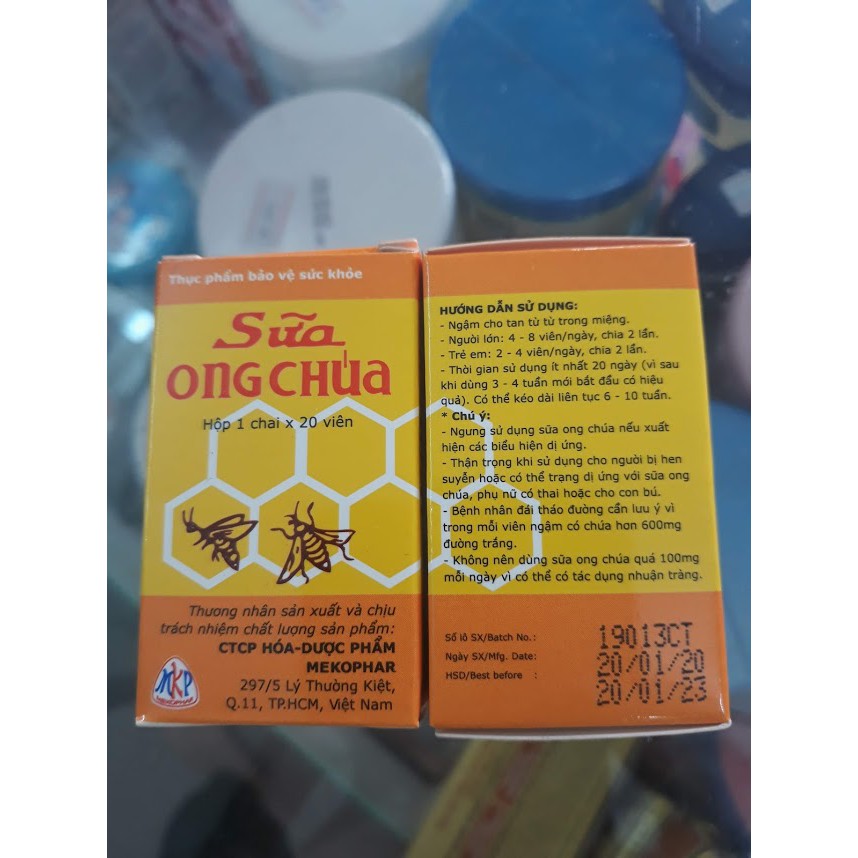 Thực phẩm bảo vệ sức khỏe
Sữa
ONG CHÚA
Hộp 1 chai x 20 viên
Thương nhân sản xuất và chịu
trách nhiệm chất lượng sản phẩm:
CTCP HÓA-DƯỢC PHẨM
MEKOPHAR
297/5 Lý Thường Kiệt,
Q.11, TP.HCM, Việt Nam
MKP
MEKOPHAR
HƯỚNG DẪN SỬ DỤNG:
- Ngậm cho tan từ từ trong miệng.
- Người lớn: 4 - 8 viên/ngày, chia 2 lần.
- Trẻ em: 2 - 4 viên/ngày, chia 2 lần.
- Thời gian sử dụng ít nhất 20 ngày (vì sau
khi dùng 3 - 4 tuần mới bắt đầu có hiệu
quả). Có thể kéo dài liên tục 6 - 10 tuần.
* Chú ý:
- Ngưng sử dụng sữa ong chúa nếu xuất
hiện các biểu hiện dị ứng.
- Thận trọng khi sử dụng cho người bị hen
suyễn hoặc có thể trạng dị ứng với sữa ong
chúa, phụ nữ có thai hoặc cho con bú.
- Bệnh nhân đái tháo đường cần lưu ý vì
trong mỗi viên ngậm có chứa hơn 600mg
đường trắng.
- Không nên dùng sữa ong chúa quá 100mg
mỗi ngày vì có thể có tác dụng nhuận tràng.
Số lô SX/Batch No.: 19013CT
Ngày SX/Mfg. Date: 20/01/20
HSD/Best before : 20/01/23